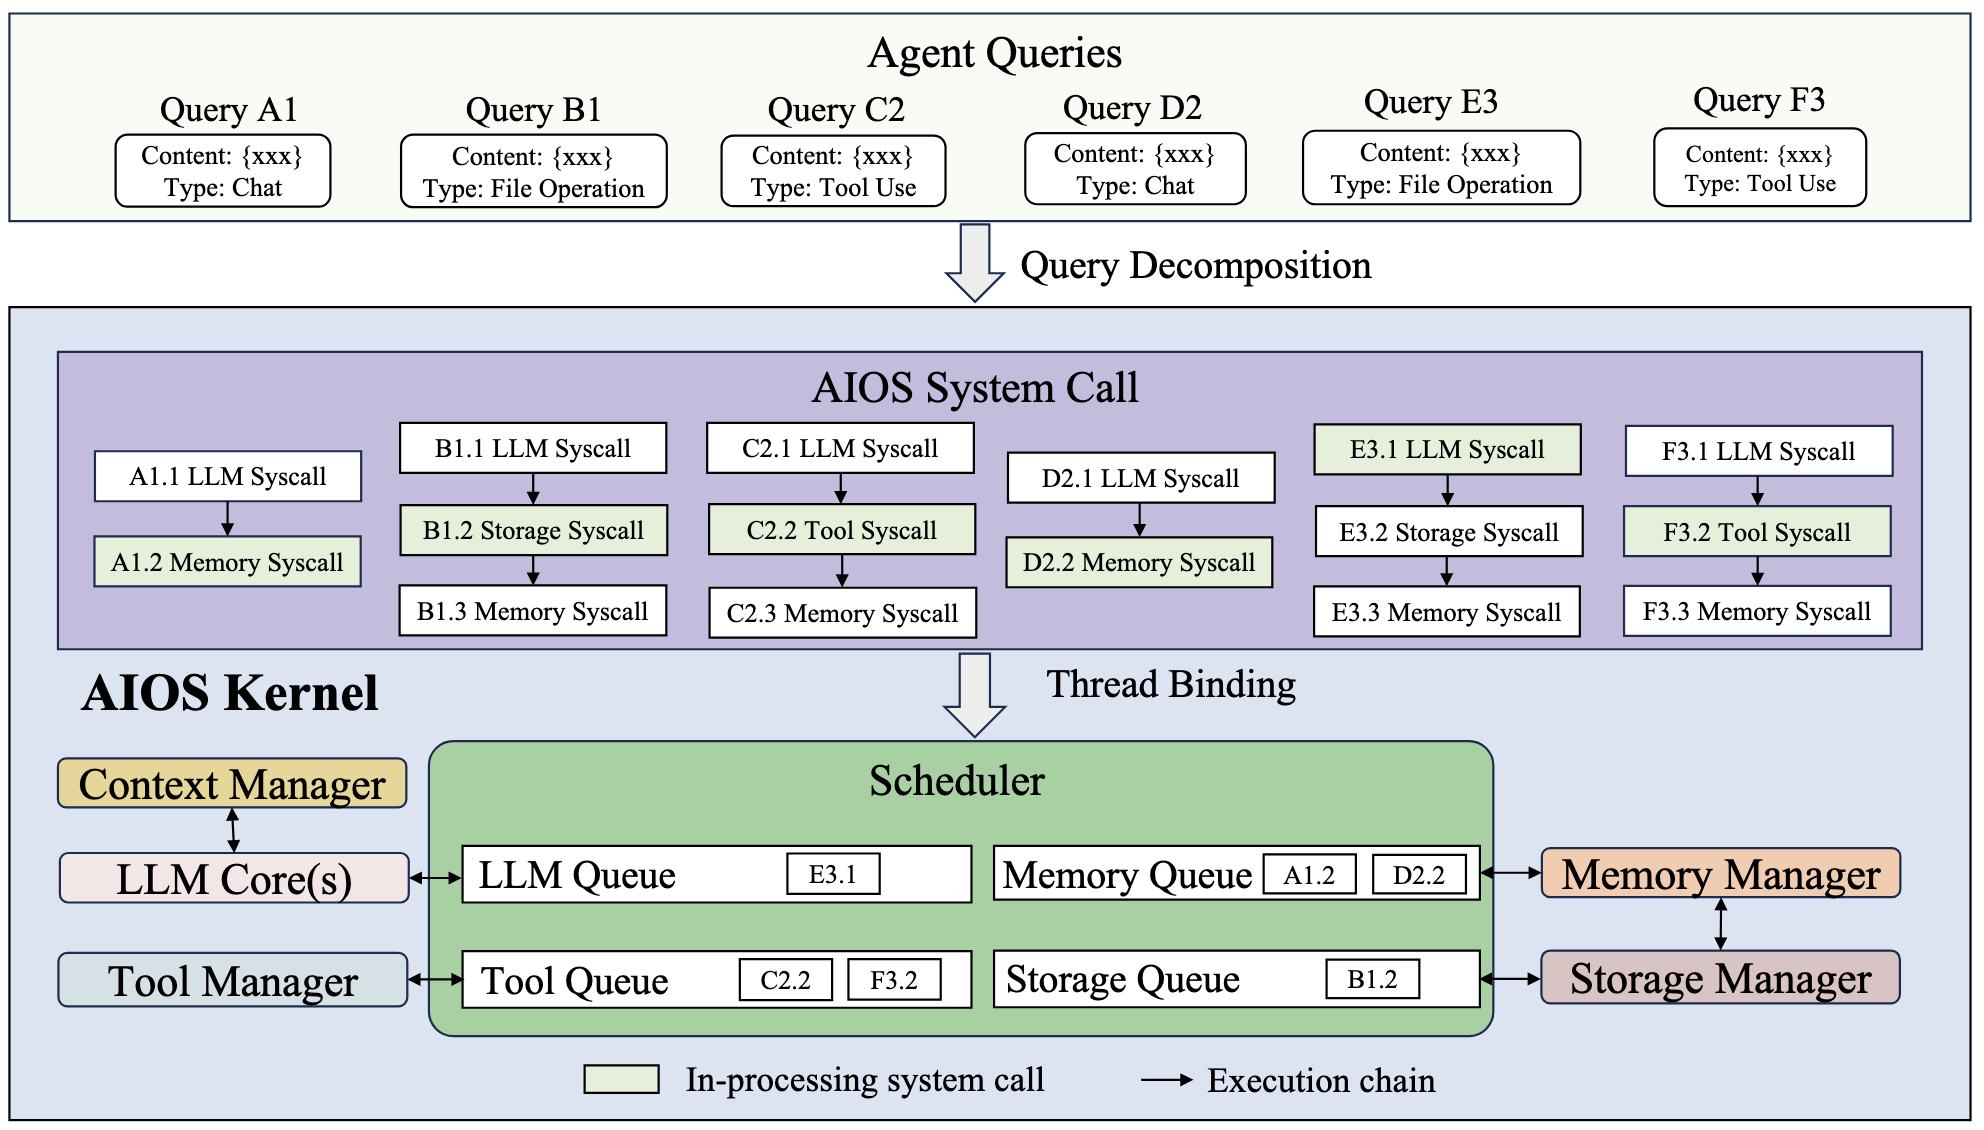 Agent Queries
Query A1
Content: {xxx}
Type: Chat
Query B1
Content: {xxx}
Type: File Operation
Query C2
Content: {xxx}
Type: Tool Use
Query D2
Content: {xxx}
Type: Chat
Query E3
Content: {xxx}
Type: File Operation
Query F3
Content: {xxx}
Type: Tool Use
Query Decomposition
AIOS System Call
A1.1 LLM Syscall
A1.2 Memory Syscall
B1.1 LLM Syscall
B1.2 Storage Syscall
B1.3 Memory Syscall
C2.1 LLM Syscall
C2.2 Tool Syscall
C2.3 Memory Syscall
D2.1 LLM Syscall
D2.2 Memory Syscall
E3.1 LLM Syscall
E3.2 Storage Syscall
E3.3 Memory Syscall
F3.1 LLM Syscall
F3.2 Tool Syscall
F3.3 Memory Syscall
AIOS Kernel
Thread Binding
Context Manager
LLM Core(s)
Tool Manager
Scheduler
LLM Queue
E3.1
Memory Queue
A1.2
D2.2
Tool Queue
C2.2
F3.2
Storage Queue
B1.2
Memory Manager
Storage Manager
In-processing system call
Execution chain